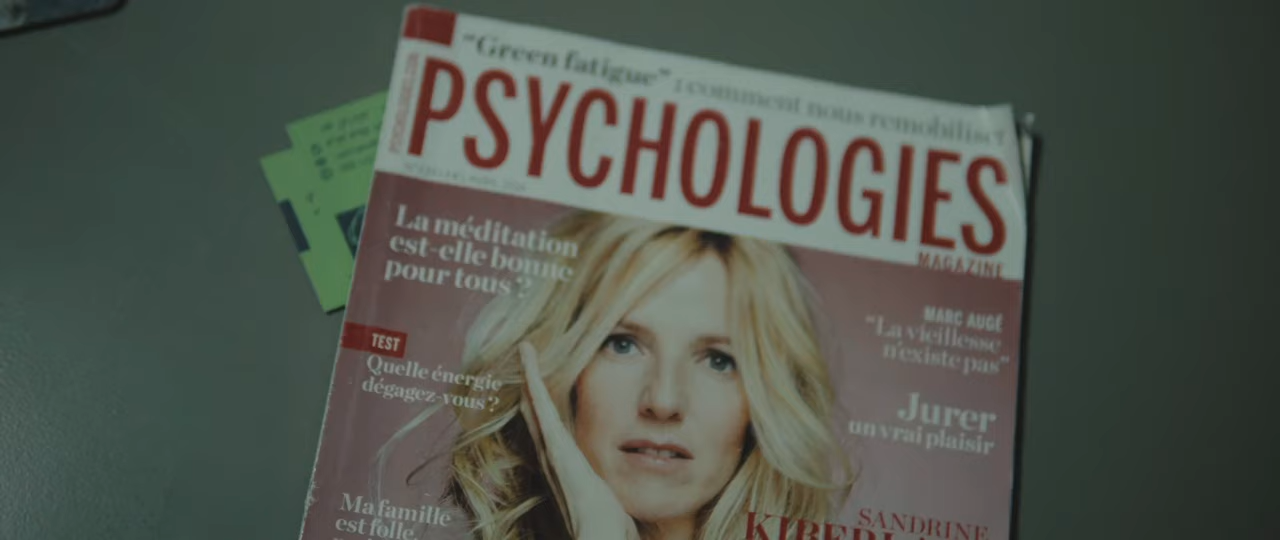 "Green fatigue" : comment nous remobiliser
PSYCHOLOGIES
MAGAZINE
La méditation
est-elle bonne
pour tous ?
MARC AUGÉ
"La vieillesse
n'existe pas"
TEST
Quelle énergie
dégagez-vous ?
Jurer
un vrai plaisir
Ma famille
est folle
SANDRINE